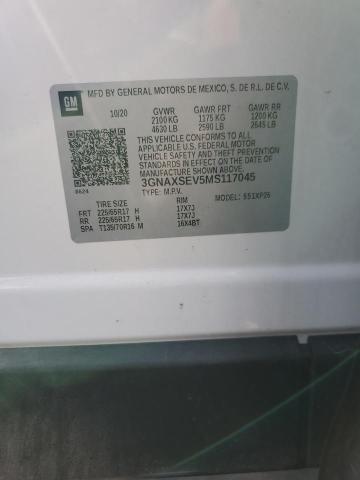 GM
MFD BY GENERAL MOTORS DE MEXICO, S. DE R.L. DE C.V.
10/20 GVWR GAWR FRT GAWR RR
2100 KG 1175 KG 1200 KG
4630 LB 2590 LB 2645 LB
THIS VEHICLE CONFORMS TO ALL
APPLICABLE U.S. FEDERAL MOTOR
VEHICLE SAFETY AND THEFT PREVENTION
STANDARDS IN EFFECT ON THE DATE OF
MANUFACTURE SHOWN ABOVE.
3GNAXSEV5MS117045
TYPE: M.P.V. MODEL: 551XP26
8624
TIRE SIZE RIM
FRT 225/65R17 H 17X7J
RR 225/65R17 H 17X7J
SPA T135/70R16 M 16X4BT